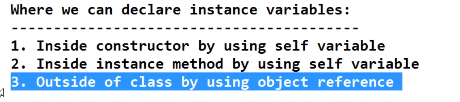 Where we can declare instance variables:
----------------------------------------
1. Inside constructor by using self variable
2. Inside instance method by using self variable
3. Outside of class by using object reference